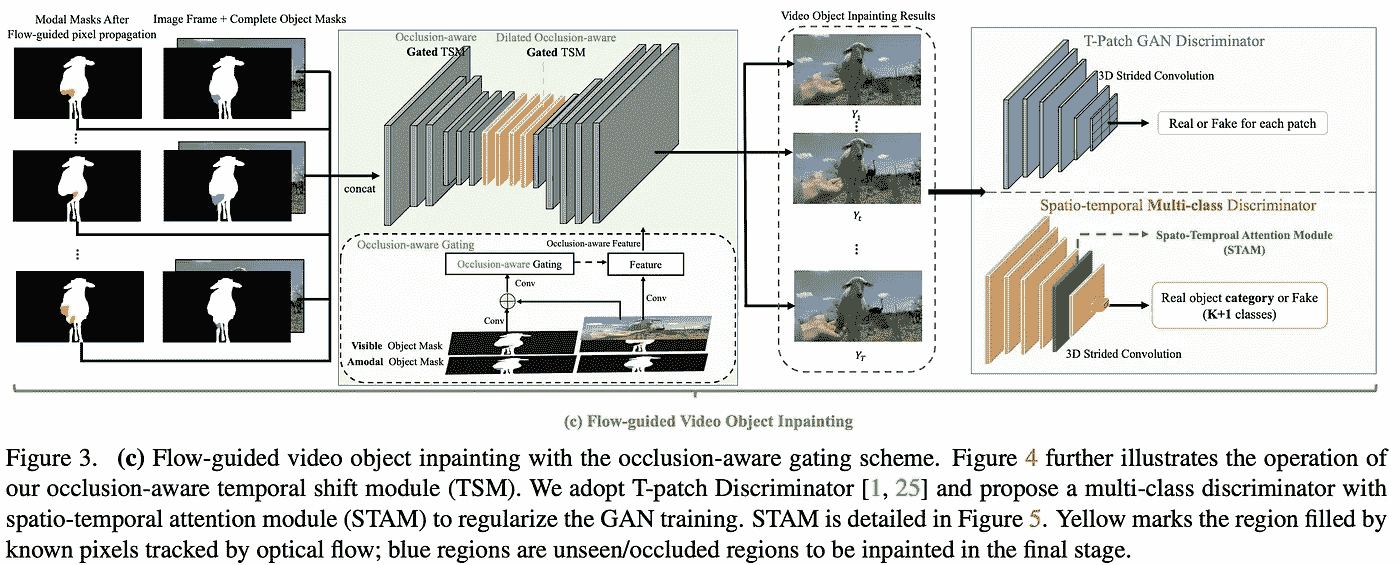 Modal Masks After
Flow-guided pixel propagation
Image Frame + Complete Object Masks
Occlusion-aware
Gated TSM
Dilated Occlusion-aware
Gated TSM
concat
Occlusion-aware Gating
Occlusion-aware Feature
Occlusion-aware Gating
Feature
Conv
Conv
Conv
Visible Object Mask
Amodal Object Mask
Video Object Inpainting Results
Y1
Yt
YT
T-Patch GAN Discriminator
3D Strided Convolution
Real or Fake for each patch
Spatio-temporal Multi-class Discriminator
Spato-Temproal Attention Module
(STAM)
Real object category or Fake
(K+1 classes)
3D Strided Convolution
(c) Flow-guided Video Object Inpainting
Figure 3. (c) Flow-guided video object inpainting with the occlusion-aware gating scheme. Figure 4 further illustrates the operation of
our occlusion-aware temporal shift module (TSM). We adopt T-patch Discriminator [1, 25] and propose a multi-class discriminator with
spatio-temporal attention module (STAM) to regularize the GAN training. STAM is detailed in Figure 5. Yellow marks the region filled by
known pixels tracked by optical flow; blue regions are unseen/occluded regions to be inpainted in the final stage.